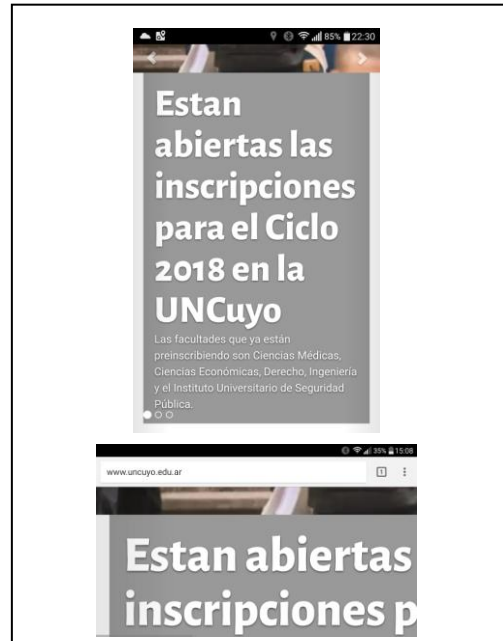 85% 22:30
Estan
abiertas las
inscripciones
para el Ciclo
2018 en la
UNCuyo
Las facultades que ya están
preinscribiendo son Ciencias Médicas,
Ciencias Económicas, Derecho, Ingeniería
y el Instituto Universitario de Seguridad
Pública.
35% 15:08
www.uncuyo.edu.ar
1
Estan abiertas
inscripciones p